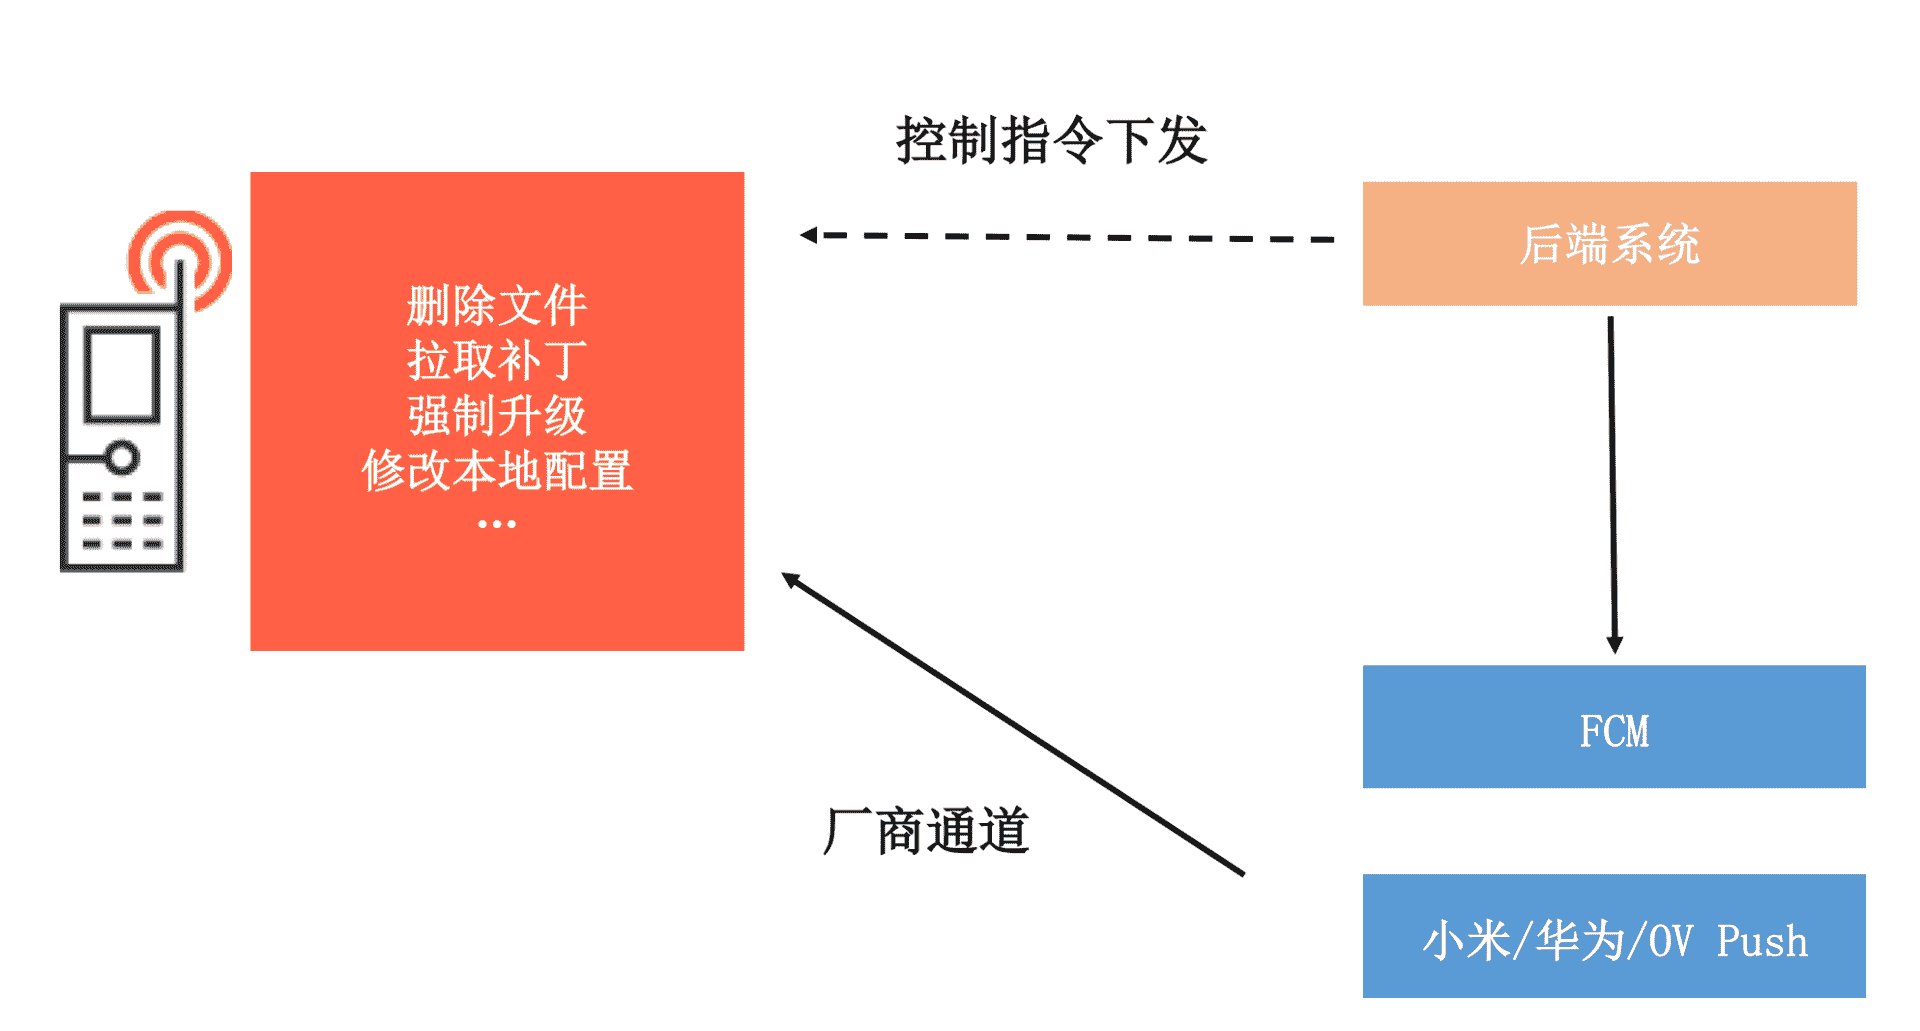 控制指令下发
后端系统
删除文件
拉取补丁
强制升级
修改本地配置
...
FCM
厂商通道
小米/华为/OV Push